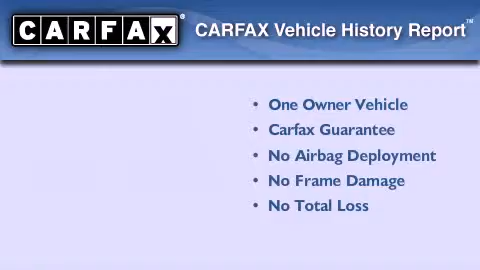 CARFAX® CARFAX Vehicle History Report™
• One Owner Vehicle
• Carfax Guarantee
• No Airbag Deployment
• No Frame Damage
• No Total Loss